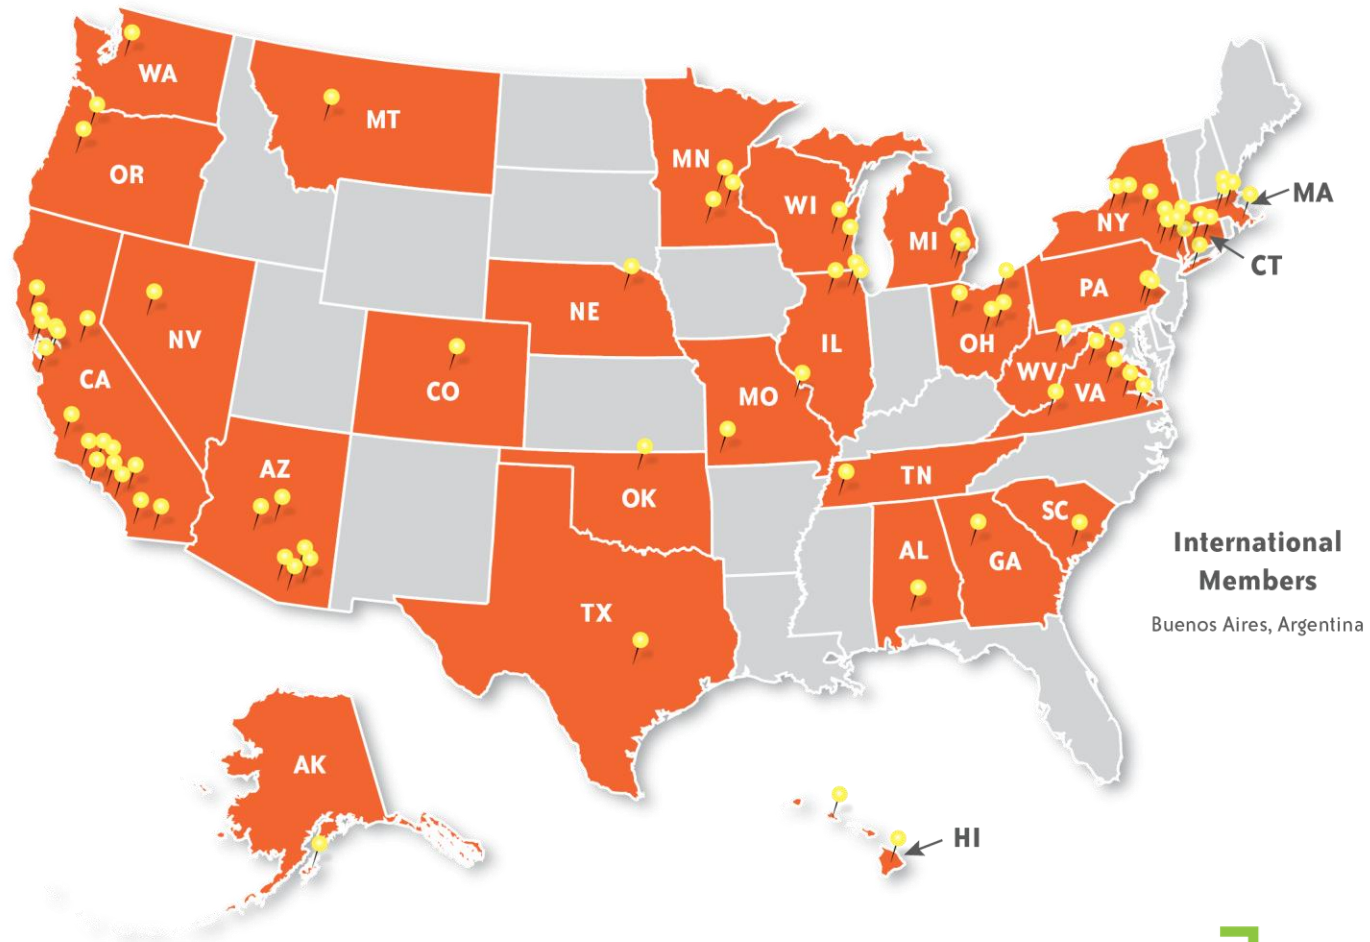 WA
MT
OR
MN
WI
MI
NY
MA
CT
PA
NE
NV
IL
OH
CO
CA
MO
WV
VA
AZ
TN
OK
SC
AL
GA
TX
International
Members
Buenos Aires, Argentina
AK
HI